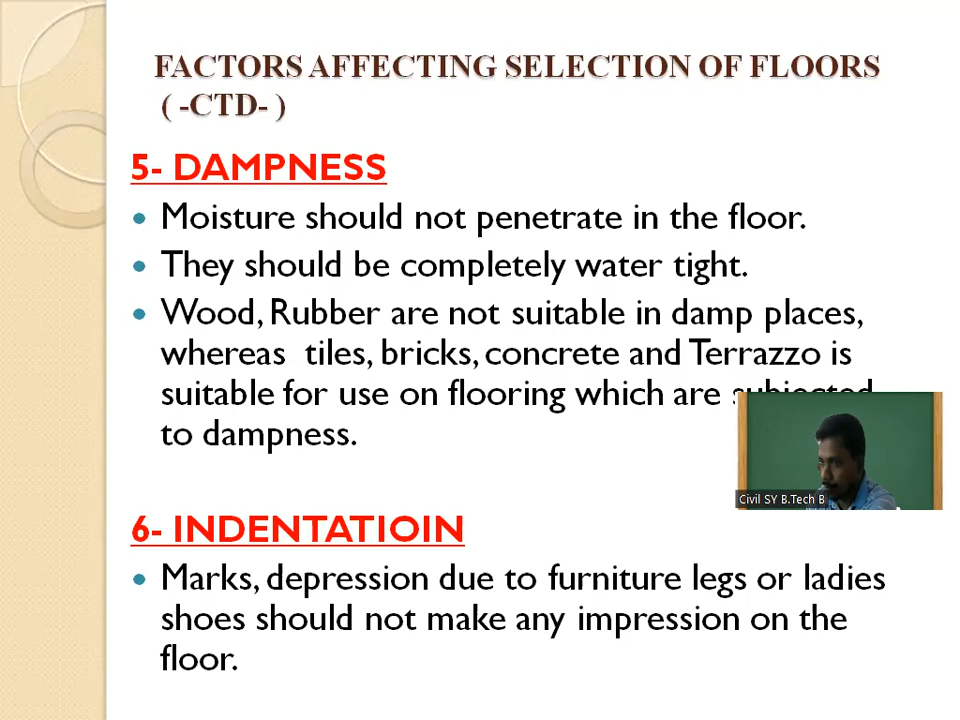 FACTORS AFFECTING SELECTION OF FLOORS
( -CTD- )
5- DAMPNESS
• Moisture should not penetrate in the floor.
• They should be completely water tight.
• Wood, Rubber are not suitable in damp places,
whereas tiles, bricks, concrete and Terrazzo is
suitable for use on flooring which are subjected
to dampness.
Civil SY B.Tech B
6- INDENTATIOIN
• Marks, depression due to furniture legs or ladies
shoes should not make any impression on the
floor.